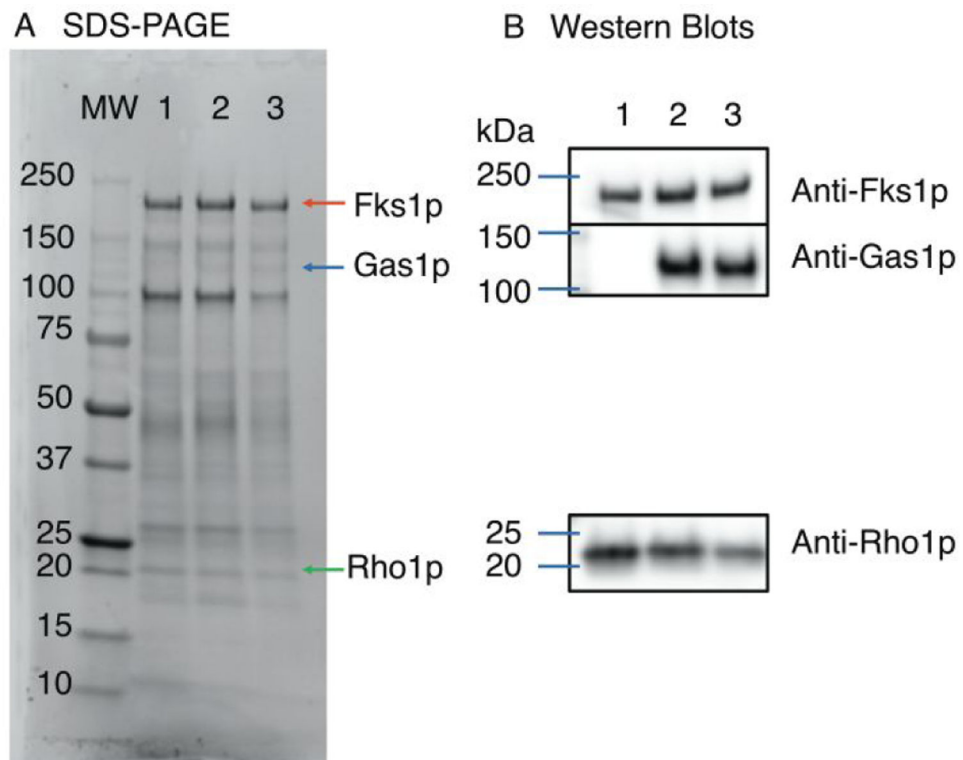 A SDS-PAGE
MW 1 2 3
250
150
100
75
50
37
25
20
15
10
Fks1p
Gas1p
Rho1p
B Western Blots
1 2 3
kDa
250
150
100
Anti-Fks1p
Anti-Gas1p
25
20
Anti-Rho1p